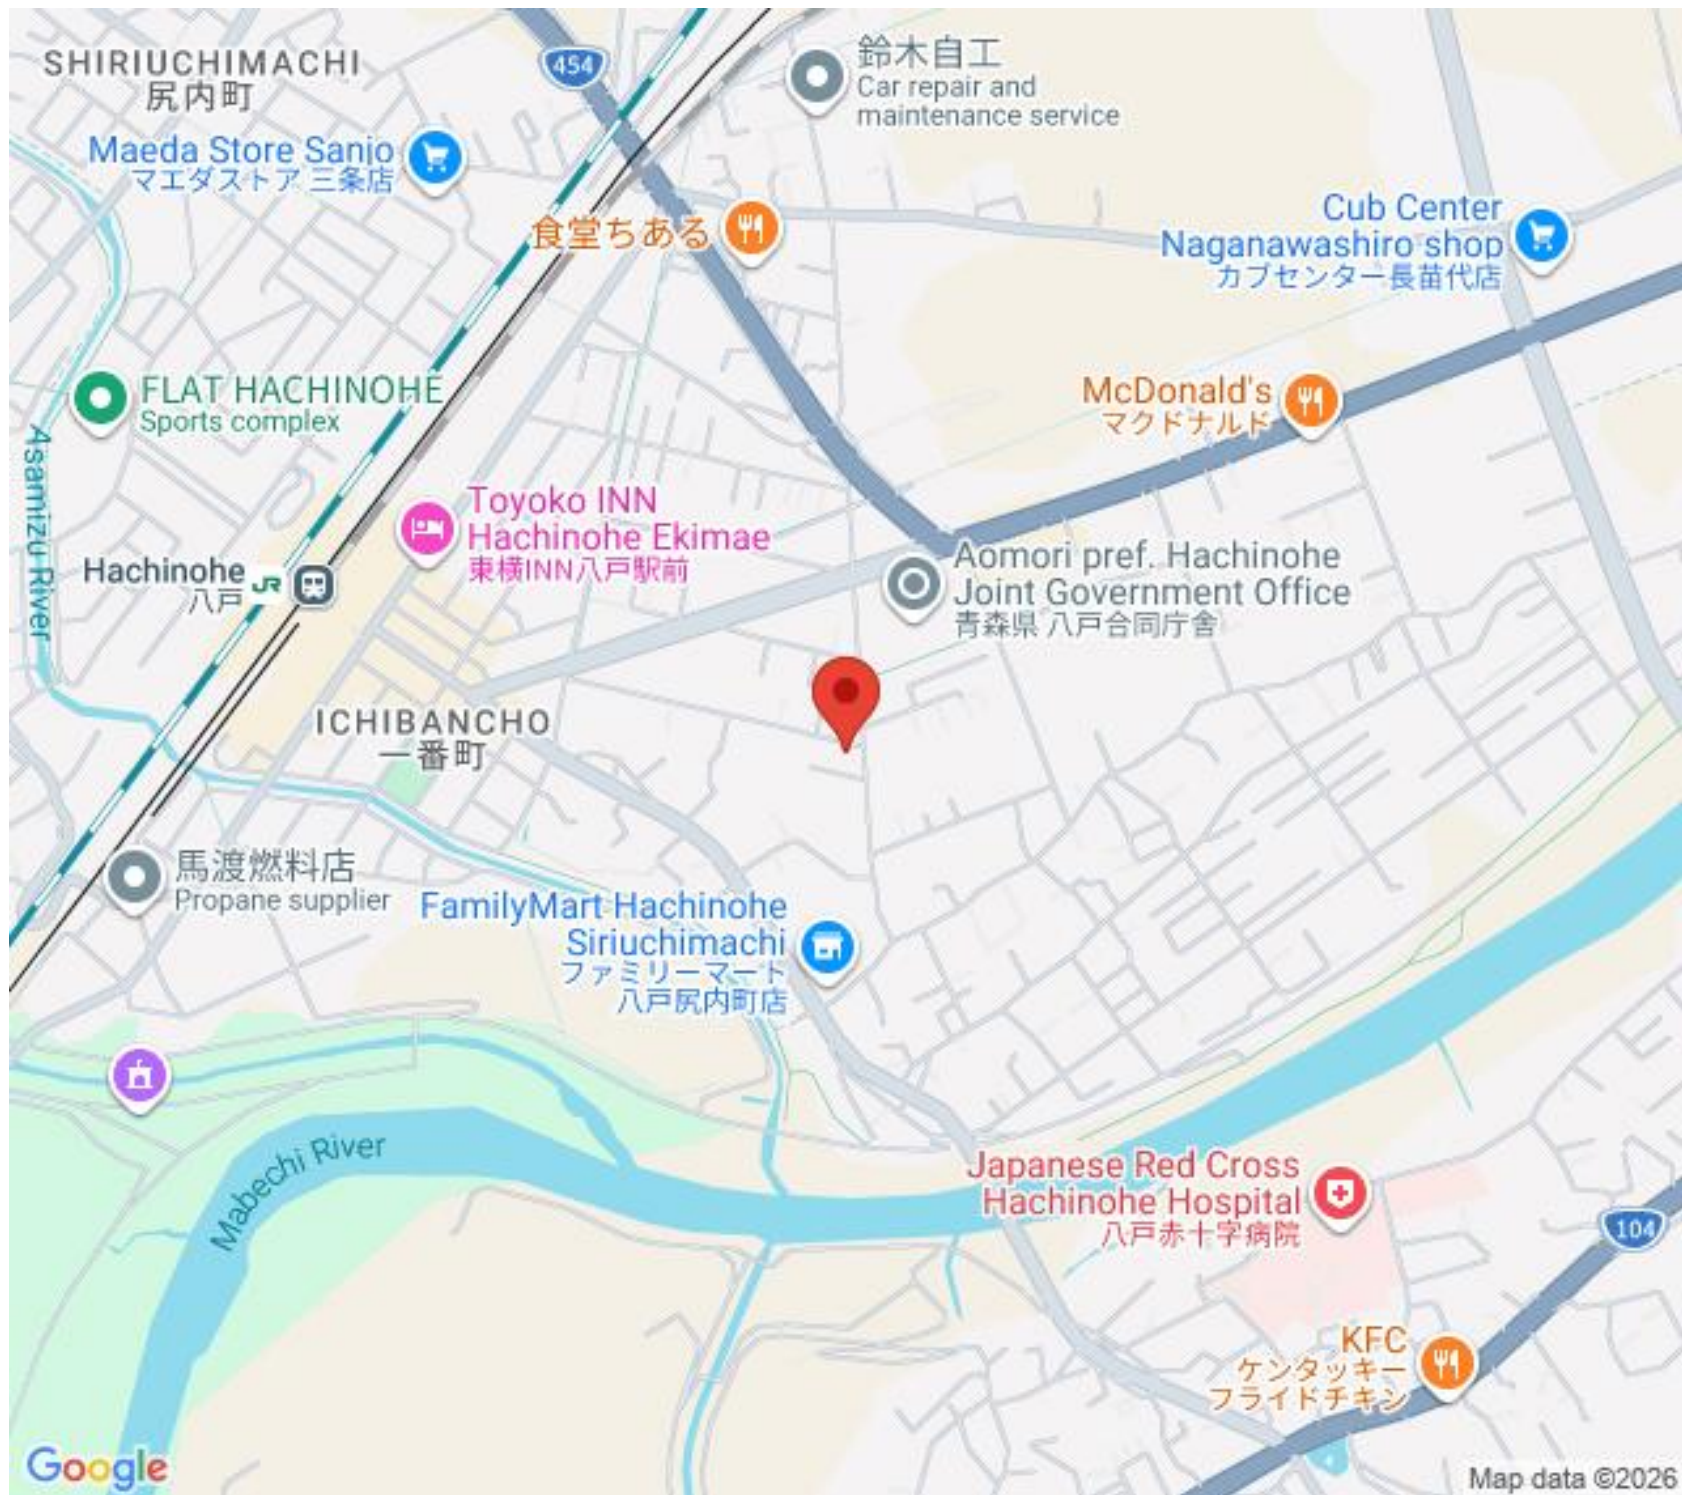 454
鈴木自工
Car repair and
maintenance service
SHIRIUCHIMACHI
尻内町
Maeda Store Sanjo
マエダストア 三条店
食堂ちある
Cub Center
Naganawashiro shop
カブセンター長苗代店
FLAT HACHINOHE
Sports complex
McDonald's
マクドナルド
Asamizu River
Toyoko INN
Hachinohe Ekimae
東横INN八戸駅前
Hachinohe
八戸
JR
Aomori pref. Hachinohe
Joint Government Office
青森県 八戸合同庁舎
ICHIBANCHO
一番町
馬渡燃料店
Propane supplier
FamilyMart Hachinohe
Siriuchimachi
ファミリーマート
八戸尻内町店
Mabechi River
Japanese Red Cross
Hachinohe Hospital
八戸赤十字病院
104
KFC
ケンタッキー
フライドチキン
Google
Map data ©2026